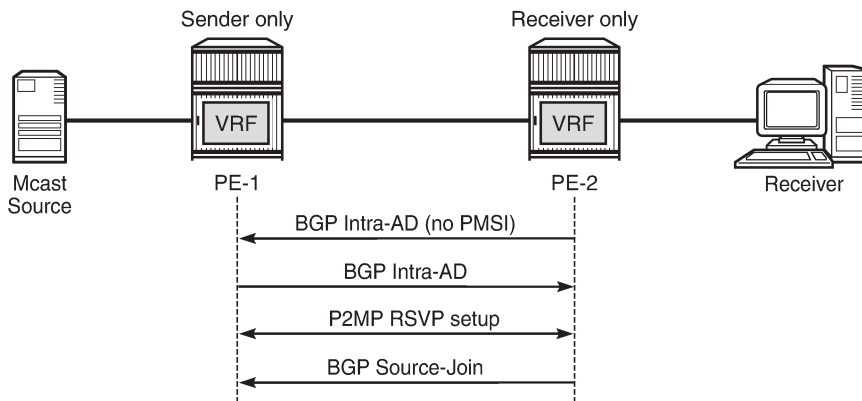 Sender only
Receiver only
VRF
VRF
Mcast
Source
PE-1
PE-2
Receiver
BGP Intra-AD (no PMSI)
BGP Intra-AD
P2MP RSVP setup
BGP Source-Join